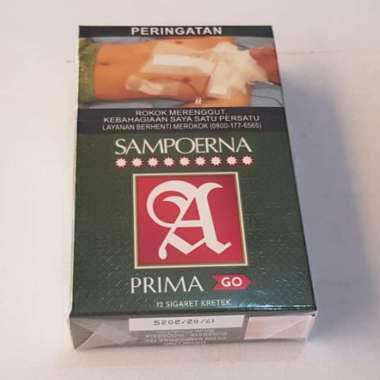 PERINGATAN
ROKOK MERENGGUT
KEBAHAGIAAN SAYA SATU PERSATU
LAYANAN BERHENTI MEROKOK (0800-177-6565)
SAMPOERNA
A
PRIMA GO
12 SIGARET KRETEK